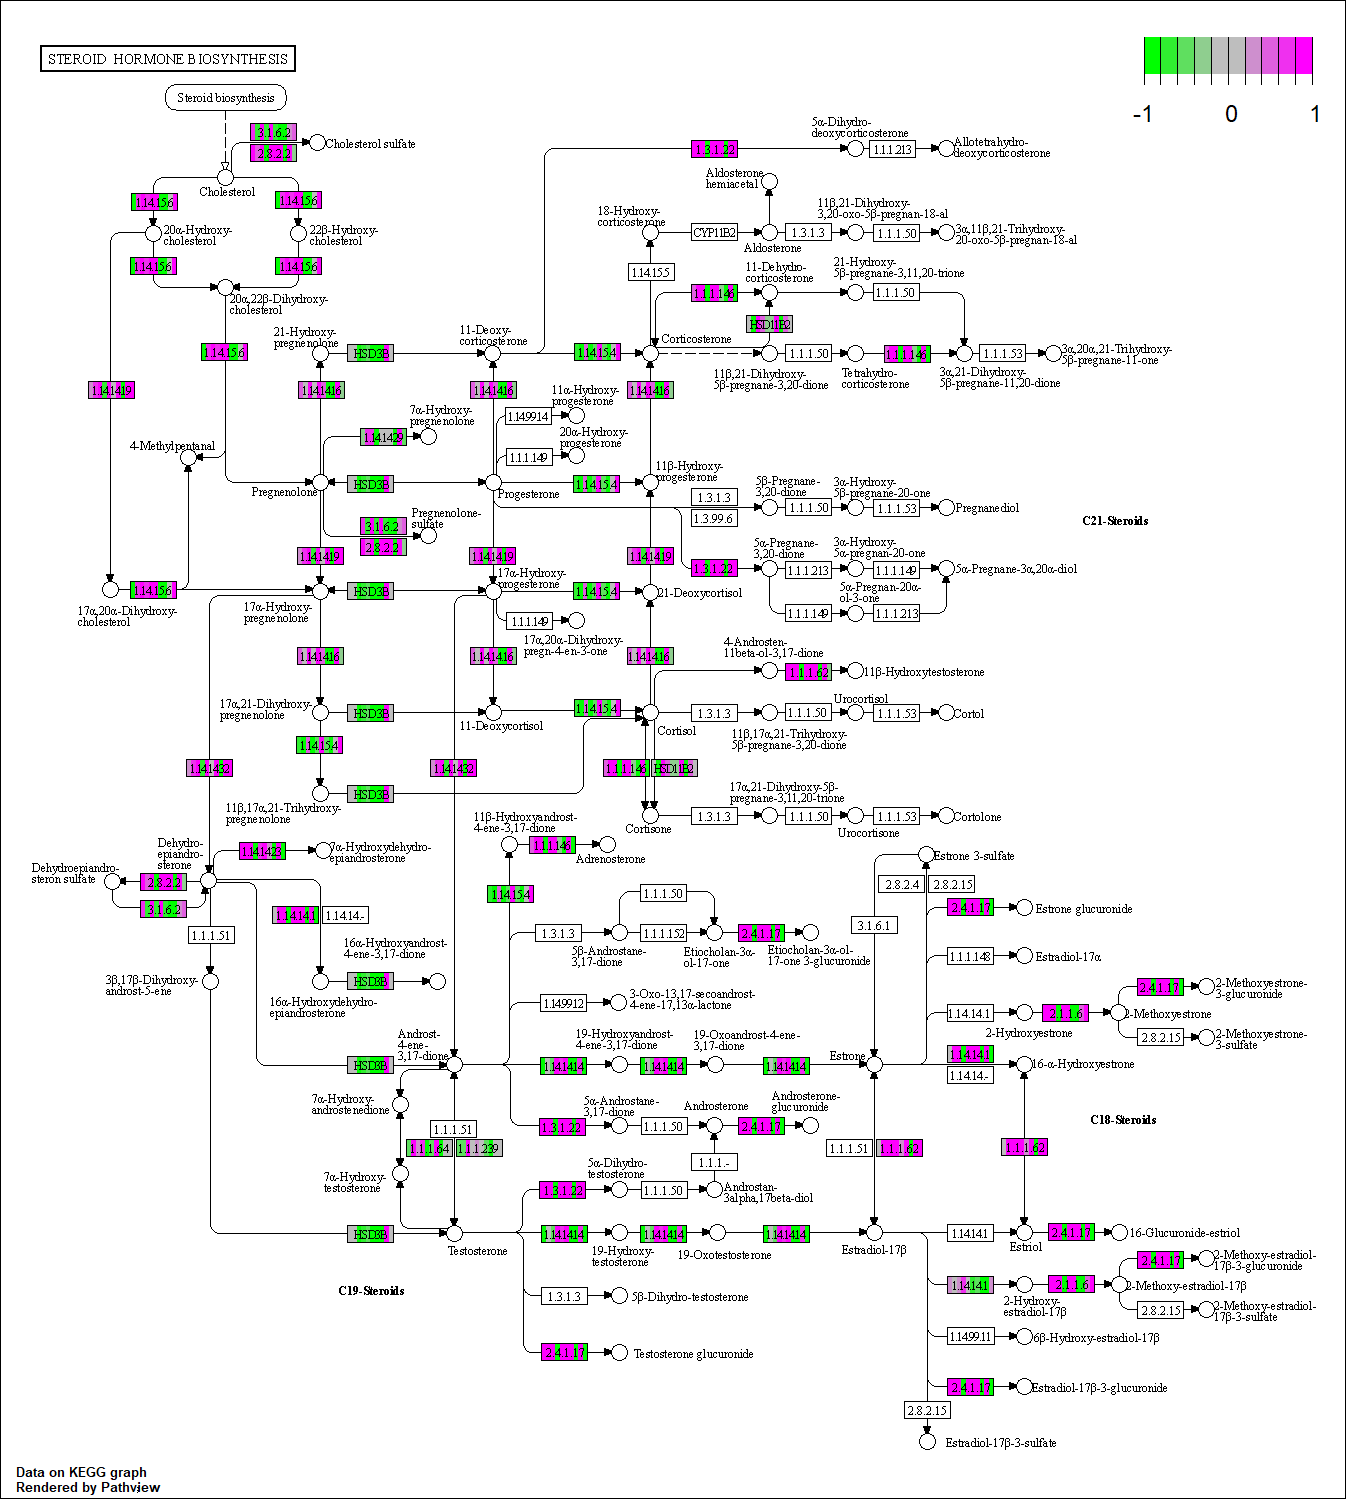 STEROID HORMONE BIOSYNTHESIS
-1
0
1
Steroid biosynthesis
3.1.6.2
2.8.2.2
Cholesterol sulfate
Cholesterol
1.14.15.6
1.14.15.6
20α-Hydroxy-
cholesterol
22β-Hydroxy-
cholesterol
1.14.15.6
1.14.15.6
20α,22β-Dihydroxy-
cholesterol
1.14.15.6
1.14.14.19
4-Methylpentanal
Pregnenolone
17α,20α-Dihydroxy-
cholesterol
1.14.15.6
5α-Dihydro-
deoxycorticosterone
1.3.1.22
1.1.1.213
Allotetrahydro-
deoxycorticosterone
Aldosterone
hemiacetal
18-Hydroxy-
corticosterone
CYP11B2
Aldosterone
11β,21-Dihydroxy-
3,20-oxo-5β-pregnan-18-al
1.3.1.3
1.1.1.50
3α,11β,21-Trihydroxy-
20-oxo-5β-pregnan-18-al
1.14.15.5
11-Dehydro-
corticosterone
21-Hydroxy-
5β-pregnane-3,11,20-trione
1.1.1.146
1.1.1.50
HSD11B2
21-Hydroxy-
pregnenolone
HSD3B
11-Deoxy-
corticosterone
1.14.15.4
Corticosterone
1.1.1.50
1.1.1.146
1.1.1.53
3α,20α,21-Trihydroxy-
5β-pregnane-11-one
11β,21-Dihydroxy-
5β-pregnane-3,20-dione
Tetrahydro-
corticosterone
3α,21-Dihydroxy-
5β-pregnane-11,20-dione
1.14.14.16
1.14.14.16
1.14.14.16
7α-Hydroxy-
pregnenolone
1.14.14.29
11α-Hydroxy-
progesterone
1.14.99.14
20α-Hydroxy-
progesterone
1.1.1.149
HSD3B
Progesterone
1.14.15.4
11β-Hydroxy-
progesterone
1.3.1.3
1.3.99.6
5β-Pregnane-
3,20-dione
1.1.1.50
3α-Hydroxy-
5β-pregnane-20-one
1.1.1.53
Pregnanediol
C21-Steroids
3.1.6.2
2.8.2.2
Pregnenolone-
sulfate
1.14.14.19
1.14.14.19
1.14.14.19
1.3.1.22
5α-Pregnane-
3,20-dione
1.1.1.213
3α-Hydroxy-
5α-pregnan-20-one
1.1.1.149
5α-Pregnane-3α,20α-diol
1.1.1.149
5α-Pregnan-20α-
ol-3-one
1.1.1.213
17α-Hydroxy-
pregnenolone
HSD3B
17α-Hydroxy-
progesterone
1.14.15.4
21-Deoxycortisol
1.1.1.149
17α,20α-Dihydroxy-
pregn-4-en-3-one
1.14.14.16
1.14.14.16
1.14.14.16
4-Androsten-
11beta-ol-3,17-dione
1.1.1.62
11β-Hydroxytestosterone
17α,21-Dihydroxy-
pregnenolone
HSD3B
11-Deoxycortisol
1.14.15.4
Cortisol
1.3.1.3
1.1.1.50
Urocortisol
1.1.1.53
Cortol
11β,17α,21-Trihydroxy-
5β-pregnane-3,20-dione
1.14.15.4
1.14.14.32
1.14.14.32
1.1.1.146
HSD11B2
HSD3B
11β,17α,21-Trihydroxy-
pregnenolone
Cortisone
1.3.1.3
17α,21-Dihydroxy-5β-
pregnane-3,11,20-trione
1.1.1.50
Urocortisone
1.1.1.53
Cortolone
11β-Hydroxyandrost-
4-ene-3,17-dione
1.1.1.146
Adrenosterone
Dehydroepiandro-
steron sulfate
Dehydro-
epiandro-
sterone
2.8.2.2
3.1.6.2
1.14.14.23
7α-Hydroxydehydro-
epiandrosterone
1.14.15.4
Estrone 3-sulfate
2.8.2.4
2.8.2.15
3.1.6.1
1.14.14.1
1.14.14.-
1.1.1.51
16α-Hydroxyandrost-
4-ene-3,17-dione
HSD3B
16α-Hydroxydehydro-
epiandrosterone
3β,17β-Dihydroxy-
androst-5-ene
1.1.1.50
1.3.1.3
5β-Androstane-
3,17-dione
1.1.1.152
Etiocholan-3α-
ol-17-one
2.4.1.17
Etiocholan-3α-ol-
17-one 3-glucuronide
2.4.1.17
Estrone glucuronide
1.1.1.148
Estradiol-17α
1.14.99.12
3-Oxo-13,17-secoandrost-
4-ene-17,13α-lactone
1.14.14.1
2-Hydroxyestrone
2.1.1.6
2-Methoxyestrone
2.4.1.17
2-Methoxyestrone-
3-glucuronide
2.8.2.15
2-Methoxyestrone-
3-sulfate
Androst-
4-ene-
3,17-dione
HSD3B
19-Hydroxyandrost-
4-ene-3,17-dione
19-Oxoandrost-4-ene-
3,17-dione
1.14.14.14
1.14.14.14
1.14.14.14
Estrone
1.14.14.1
1.14.14.-
16-α-Hydroxyestrone
7α-Hydroxy-
androstenedione
1.3.1.22
5α-Androstane-
3,17-dione
1.1.1.50
Androsterone
2.4.1.17
Androsterone-
glucuronide
C18-Steroids
1.1.1.51
1.1.1.64
1.1.1.239
1.1.1.51
1.1.1.62
1.1.1.62
7α-Hydroxy-
testosterone
5α-Dihydro-
testosterone
1.3.1.22
1.1.1.50
1.1.1.-
Androstan-
3alpha,17beta-diol
HSD3B
Testosterone
1.14.14.14
19-Hydroxy-
testosterone
1.14.14.14
19-Oxotestosterone
1.14.14.14
Estradiol-17β
1.14.14.1
Estriol
2.4.1.17
16-Glucuronide-estriol
1.14.14.1
2-Hydroxy-
estradiol-17β
2.1.1.6
2-Methoxy-estradiol-17β
2.4.1.17
2-Methoxy-estradiol-
17β-3-glucuronide
2.8.2.15
2-Methoxy-estradiol-
17β-3-sulfate
C19-Steroids
1.3.1.3
5β-Dihydro-testosterone
1.14.99.11
6β-Hydroxy-estradiol-17β
2.4.1.17
Testosterone glucuronide
2.4.1.17
Estradiol-17β-3-glucuronide
2.8.2.15
Estradiol-17β-3-sulfate
Data on KEGG graph
Rendered by Pathview